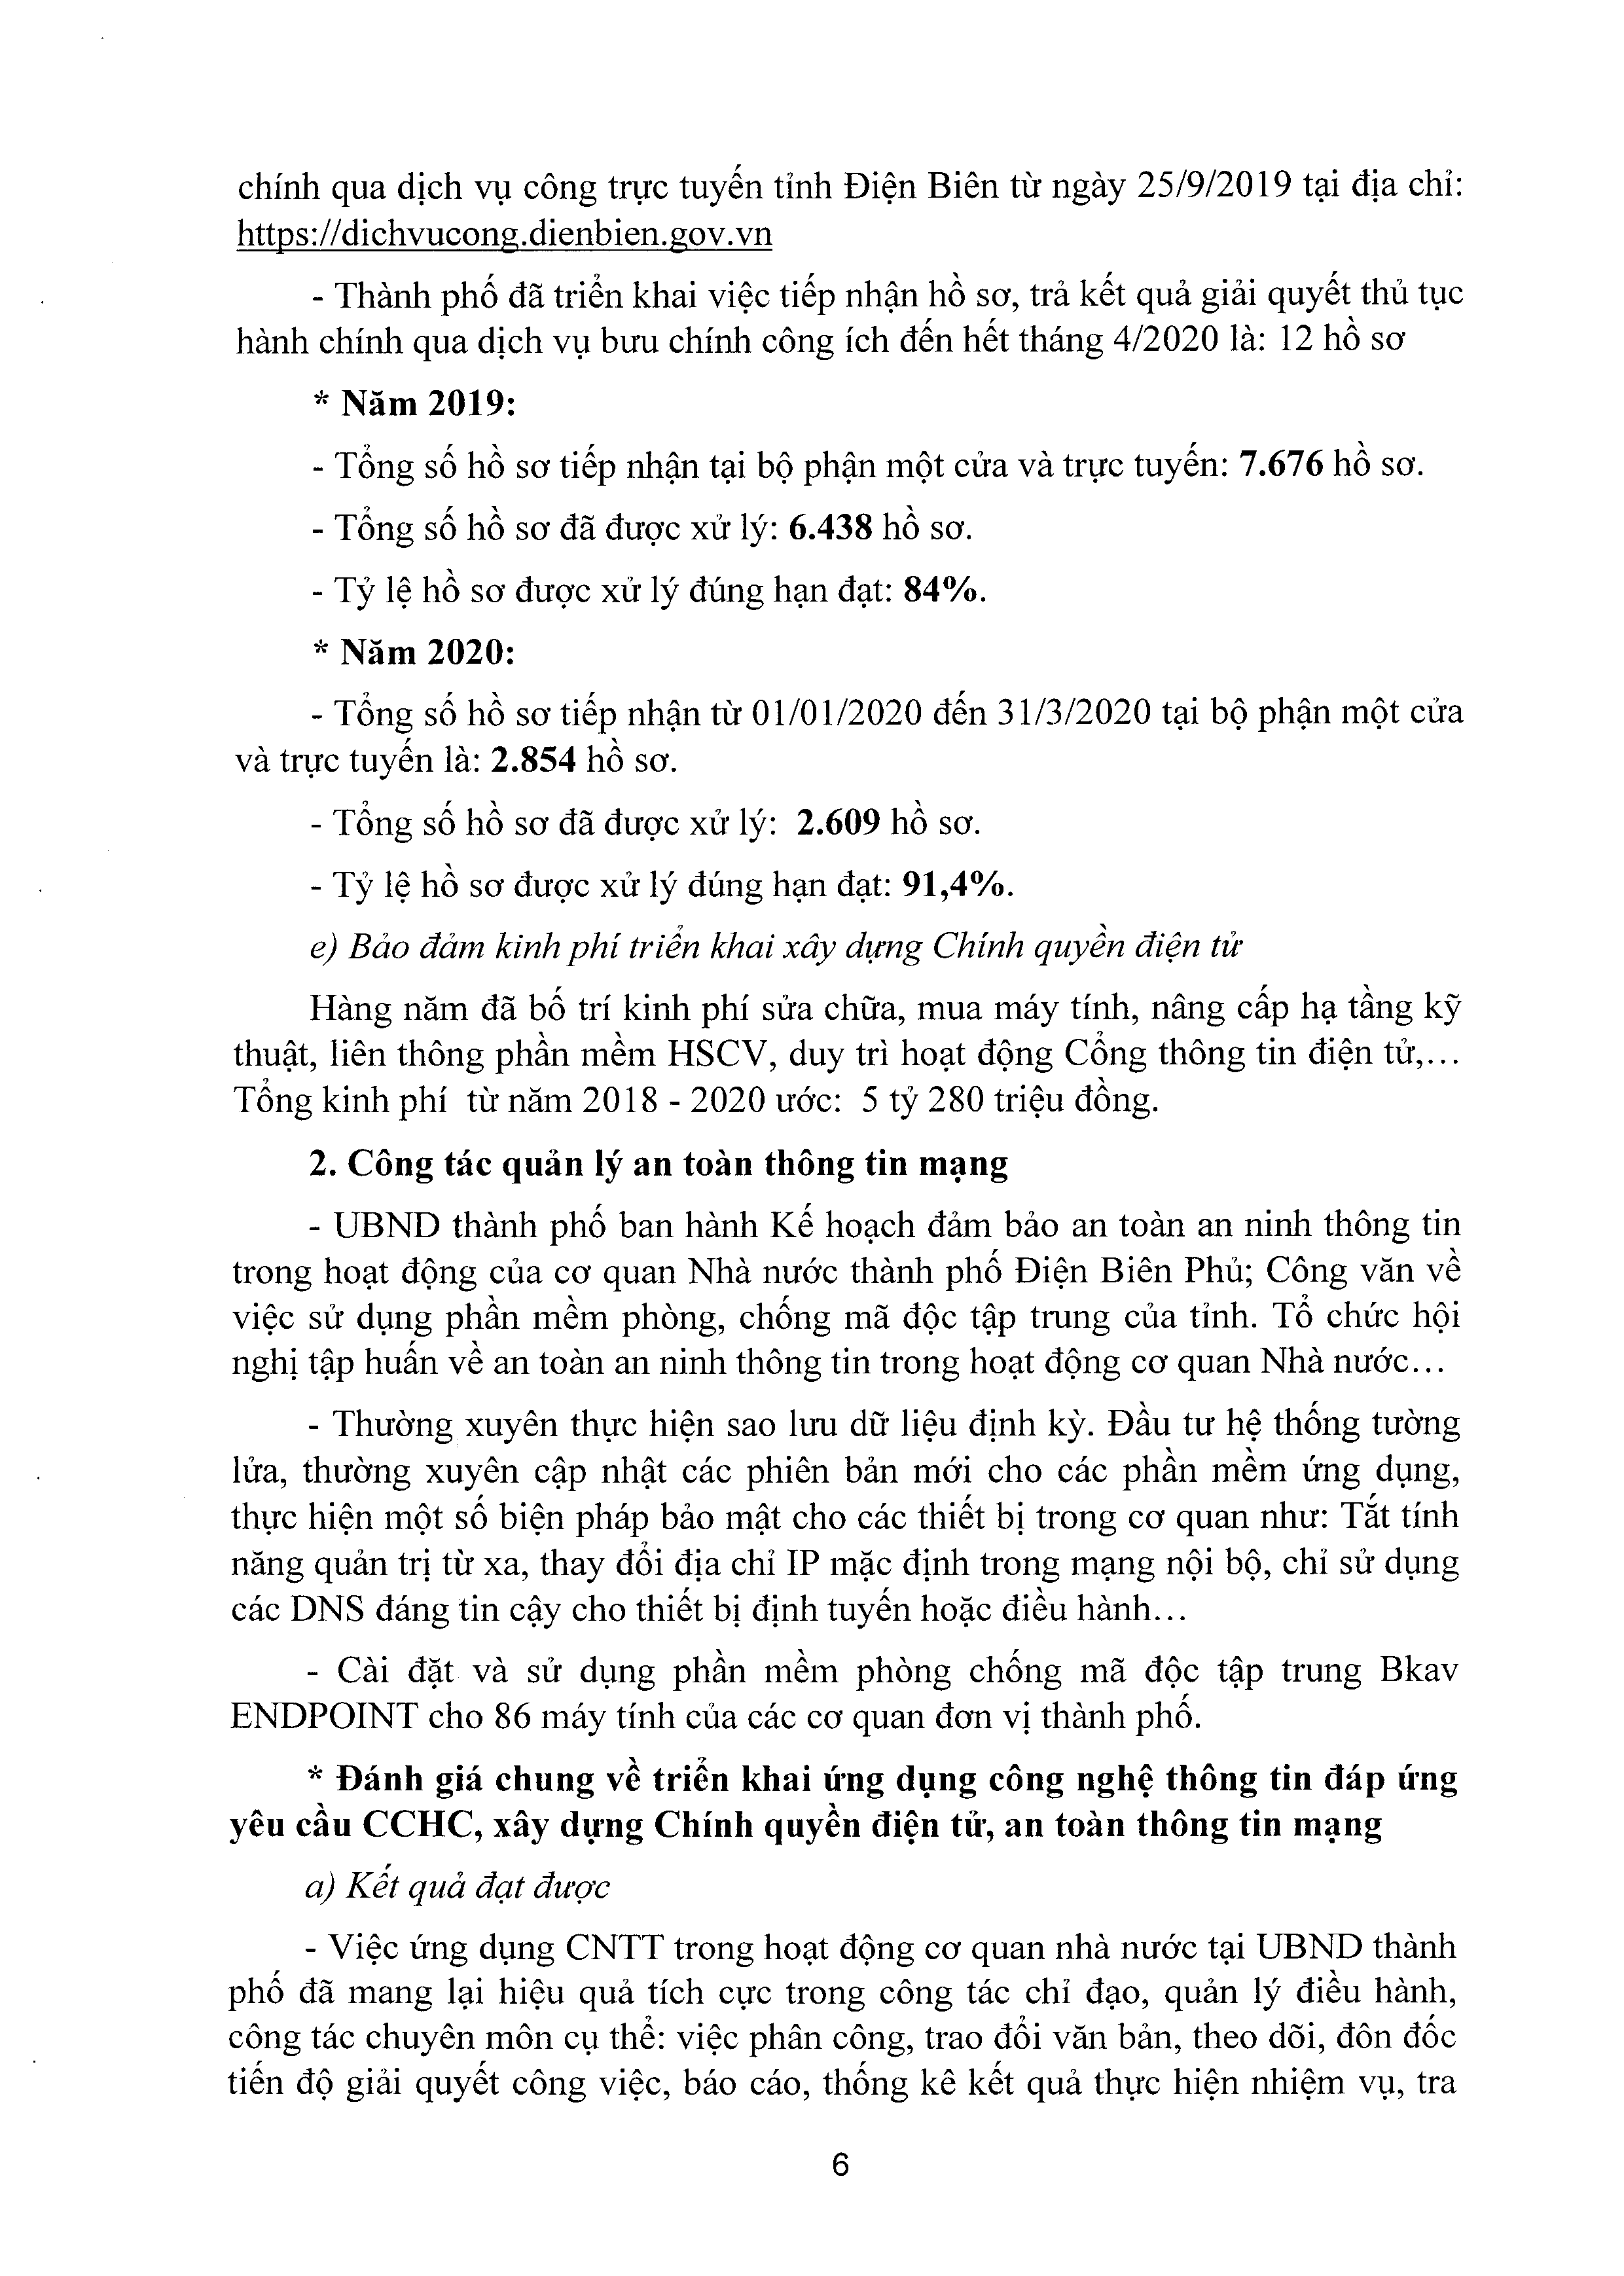 chính qua dịch vụ công trực tuyến tỉnh Điện Biên từ ngày 25/9/2019 tại địa chỉ:
https://dichvucong.dienbien.gov.vn
- Thành phố đã triển khai việc tiếp nhận hồ sơ, trả kết quả giải quyết thủ tục
hành chính qua dịch vụ bưu chính công ích đến hết tháng 4/2020 là: 12 hồ sơ
* Năm 2019:
- Tổng số hồ sơ tiếp nhận tại bộ phận một cửa và trực tuyến: 7.676 hồ sơ.
- Tổng số hồ sơ đã được xử lý: 6.438 hồ sơ.
- Tỷ lệ hồ sơ được xử lý đúng hạn đạt: 84%.
* Năm 2020:
- Tổng số hồ sơ tiếp nhận từ 01/01/2020 đến 31/3/2020 tại bộ phận một cửa
và trực tuyến là: 2.854 hồ sơ.
- Tổng số hồ sơ đã được xử lý: 2.609 hồ sơ.
- Tỷ lệ hồ sơ được xử lý đúng hạn đạt: 91,4%.
e) Bảo đảm kinh phí triển khai xây dựng Chính quyền điện tử
Hàng năm đã bố trí kinh phí sửa chữa, mua máy tính, nâng cấp hạ tầng kỹ
thuật, liên thông phần mềm HSCV, duy trì hoạt động Cổng thông tin điện tử,...
Tổng kinh phí từ năm 2018 - 2020 ước: 5 tỷ 280 triệu đồng.
2. Công tác quản lý an toàn thông tin mạng
- UBND thành phố ban hành Kế hoạch đảm bảo an toàn an ninh thông tin
trong hoạt động của cơ quan Nhà nước thành phố Điện Biên Phủ; Công văn về
việc sử dụng phần mềm phòng, chống mã độc tập trung của tỉnh. Tổ chức hội
nghị tập huấn về an toàn an ninh thông tin trong hoạt động cơ quan Nhà nước...
- Thường xuyên thực hiện sao lưu dữ liệu định kỳ. Đầu tư hệ thống tường
lửa, thường xuyên cập nhật các phiên bản mới cho các phần mềm ứng dụng,
thực hiện một số biện pháp bảo mật cho các thiết bị trong cơ quan như: Tắt tính
năng quản trị từ xa, thay đổi địa chỉ IP mặc định trong mạng nội bộ, chỉ sử dụng
các DNS đáng tin cậy cho thiết bị định tuyến hoặc điều hành...
- Cài đặt và sử dụng phần mềm phòng chống mã độc tập trung Bkav
ENDPOINT cho 86 máy tính của các cơ quan đơn vị thành phố.
* Đánh giá chung về triển khai ứng dụng công nghệ thông tin đáp ứng
yêu cầu CCHC, xây dựng Chính quyền điện tử, an toàn thông tin mạng
a) Kết quả đạt được
- Việc ứng dụng CNTT trong hoạt động cơ quan nhà nước tại UBND thành
phố đã mang lại hiệu quả tích cực trong công tác chỉ đạo, quản lý điều hành,
công tác chuyên môn cụ thể: việc phân công, trao đổi văn bản, theo dõi, đôn đốc
tiến độ giải quyết công việc, báo cáo, thống kê kết quả thực hiện nhiệm vụ, tra
6